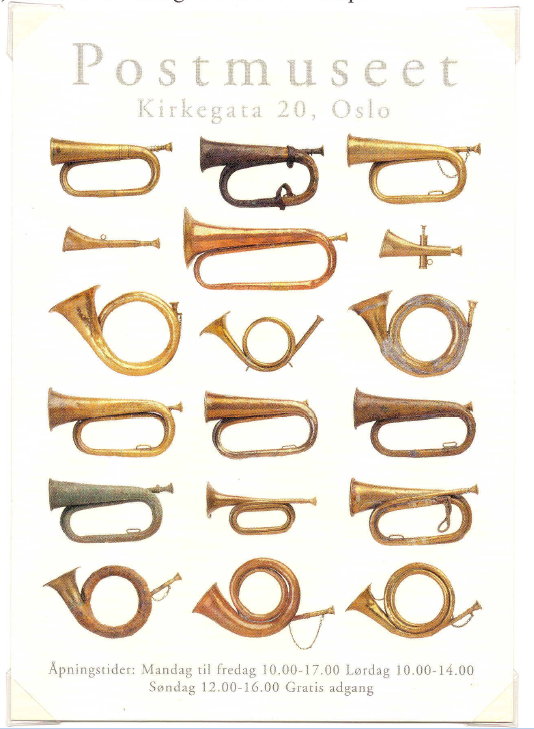 Postmuseet
Kirkegata 20, Oslo
Åpningstider: Mandag til fredag 10.00-17.00 Lørdag 10.00-14.00
Søndag 12.00-16.00 Gratis adgang